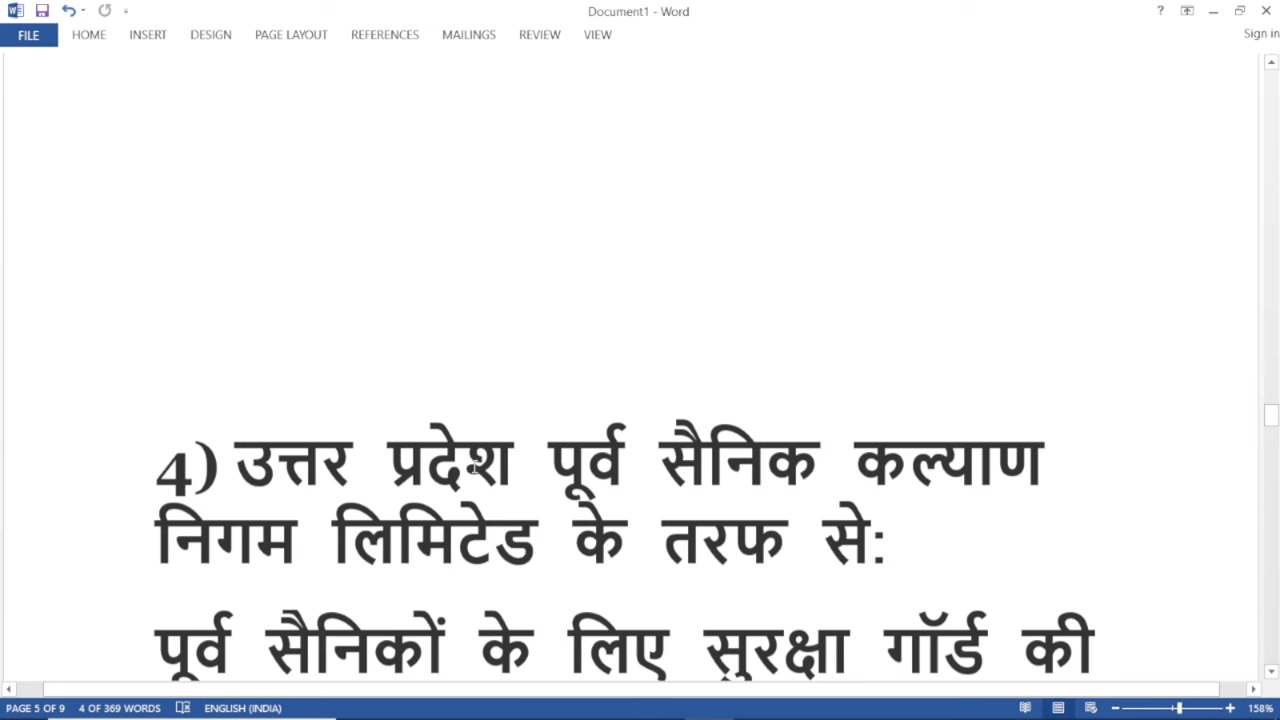 Document1 - Word
?
FILE HOME INSERT DESIGN PAGE LAYOUT REFERENCES MAILINGS REVIEW VIEW Sign in
4) उत्तर प्रदेश पूर्व सैनिक कल्याण
निगम लिमिटेड के तरफ से:
पूर्व सैनिकों के लिए सुरक्षा गॉर्ड की
PAGE 5 OF 9 4 OF 369 WORDS ENGLISH (INDIA) 158%